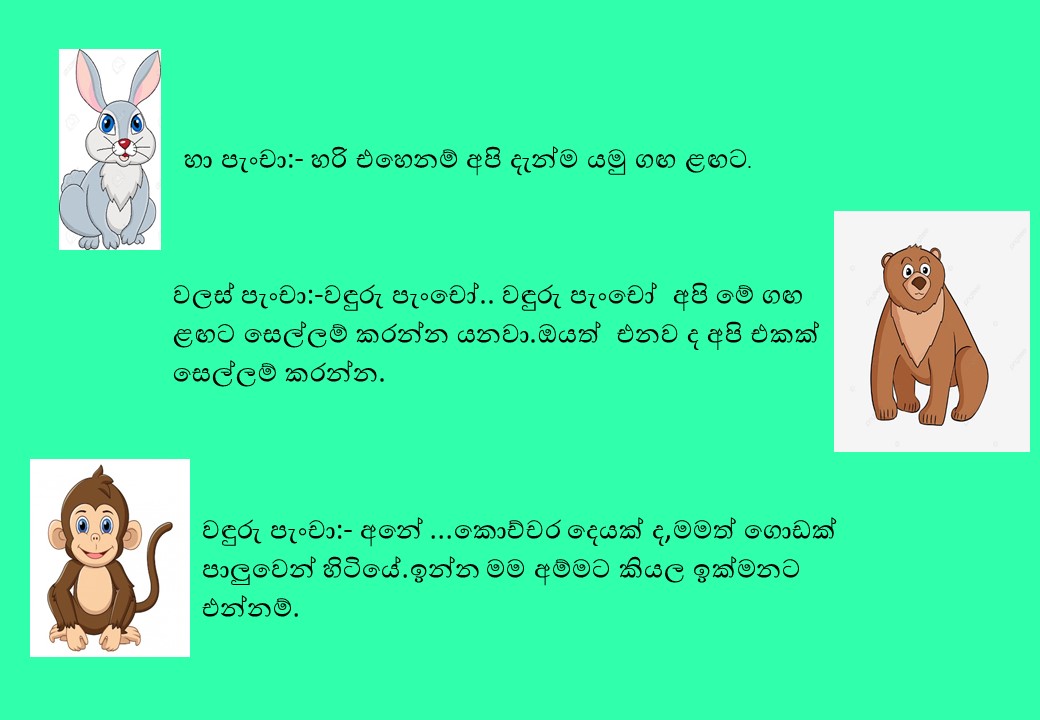 හා පැංචා:- හරි එහෙනම් අපි දැන්ම යමු ගඟ ළඟට.
වලස් පැංචා:-වඳුරු පැංචෝ.. වඳුරු පැංචෝ  අපි මේ ගඟ
ළඟට සෙල්ලම් කරන්න යනවා.ඔයත්  එනව ද අපි එකක්
සෙල්ලම් කරන්න.
වඳුරු පැංචා:- අනේ ...කොච්චර දෙයක් ද,මමත් ගොඩක්
පාලුවෙන් හිටියේ.ඉන්න මම අම්මට කියල ඉක්මනට
එන්නම්.